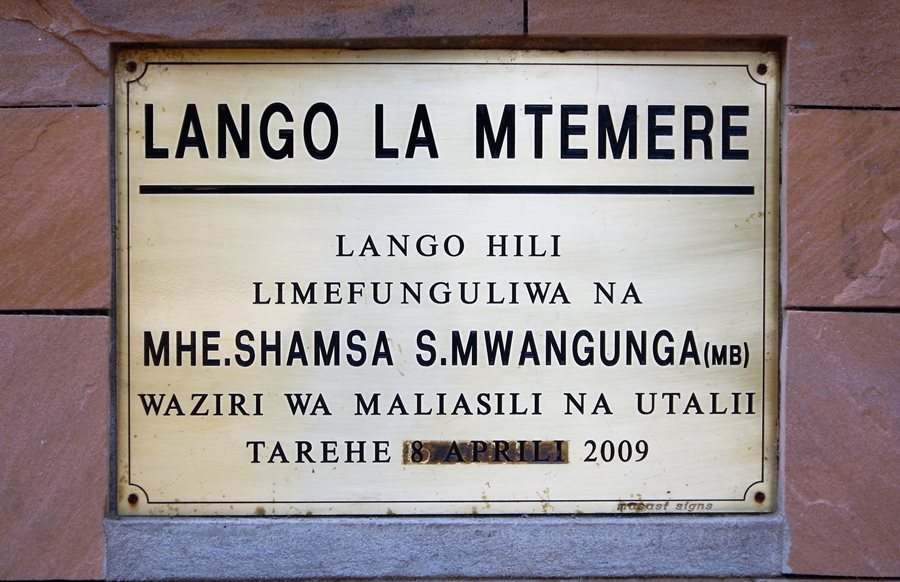 LANGO LA MTEMERE
LANGO HILI
LIMEFUNGULIWA NA
MHE.SHAMSA S.MWANGUNGA(MB)
WAZIRI WA MALIASILI NA UTALII
TAREHE 8 APRILI 2009
signs